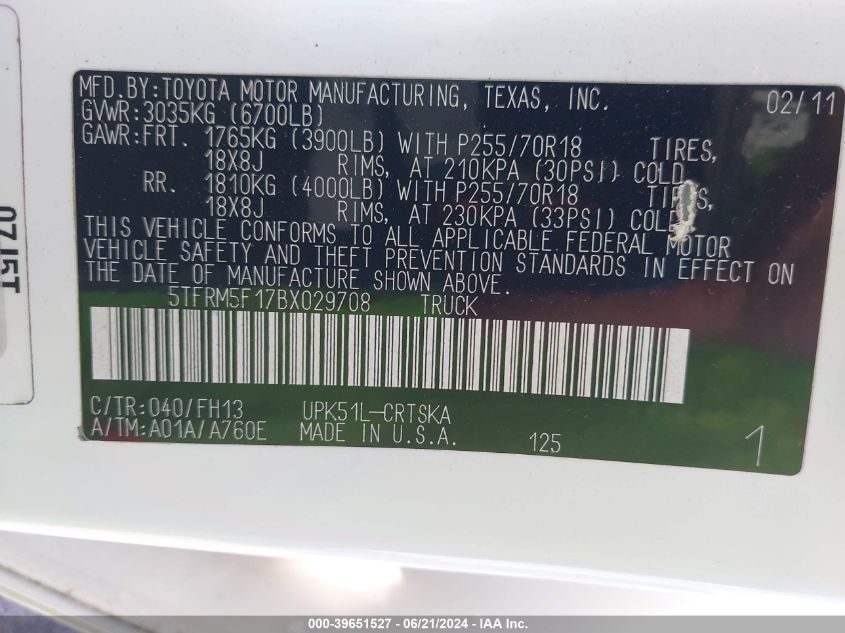 MFD.BY:TOYOTA MOTOR MANUFACTURING, TEXAS, INC. 02/11
GVWR:3035KG (6700LB)
GAWR:FRT. 1765KG (3900LB) WITH P255/70R18 TIRES,
18X8J RIMS, AT 210KPA (30PSI) COLD
RR. 1810KG (4000LB) WITH P255/70R18 TIRES,
18X8J RIMS, AT 230KPA (33PSI) COLD
THIS VEHICLE CONFORMS TO ALL APPLICABLE FEDERAL MOTOR
VEHICLE SAFETY AND THEFT PREVENTION STANDARDS IN EFFECT ON
THE DATE OF MANUFACTURE SHOWN ABOVE.
5TFRM5F17BX029708 TRUCK
C/TR:040/FH13 UPK51L-CRTSKA
A/TM:A01A/A760E MADE IN U.S.A. 125 1
000-39651527 - 06/21/2024 - IAA Inc.